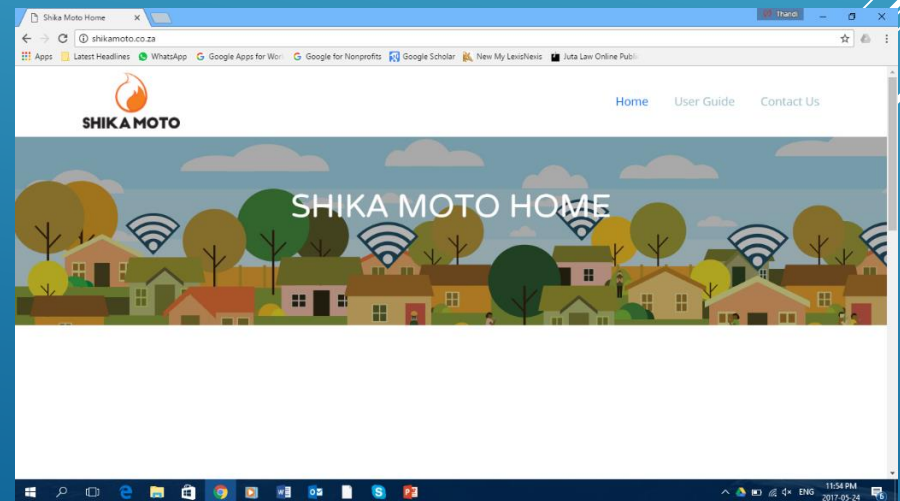 Shika Moto Home
Thandi
shikamoto.co.za
Apps Latest Headlines WhatsApp Google Apps for Wor Google for Nonprofits Google Scholar New My LexisNexis Juta Law Online Public
SHIKA MOTO
Home User Guide Contact Us
SHIKA MOTO HOME
ENG
11:54 PM
2017-05-24